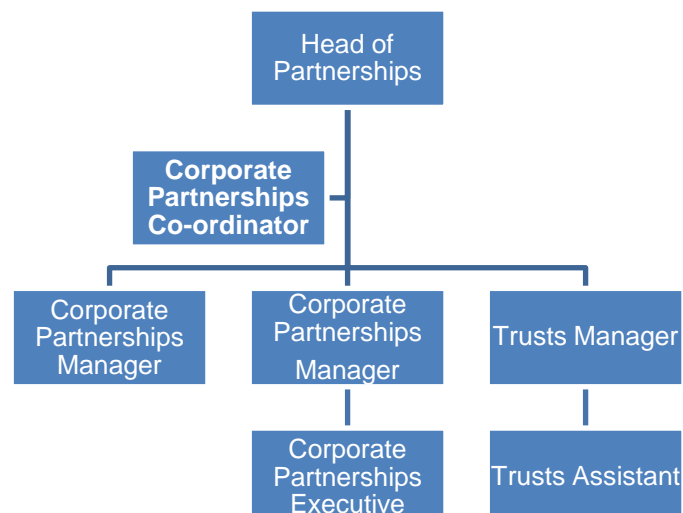 Head of
Partnerships
Corporate
Partnerships
Co-ordinator
Corporate
Partnerships
Manager
Corporate
Partnerships
Manager
Trusts Manager
Corporate
Partnerships
Executive
Trusts Assistant